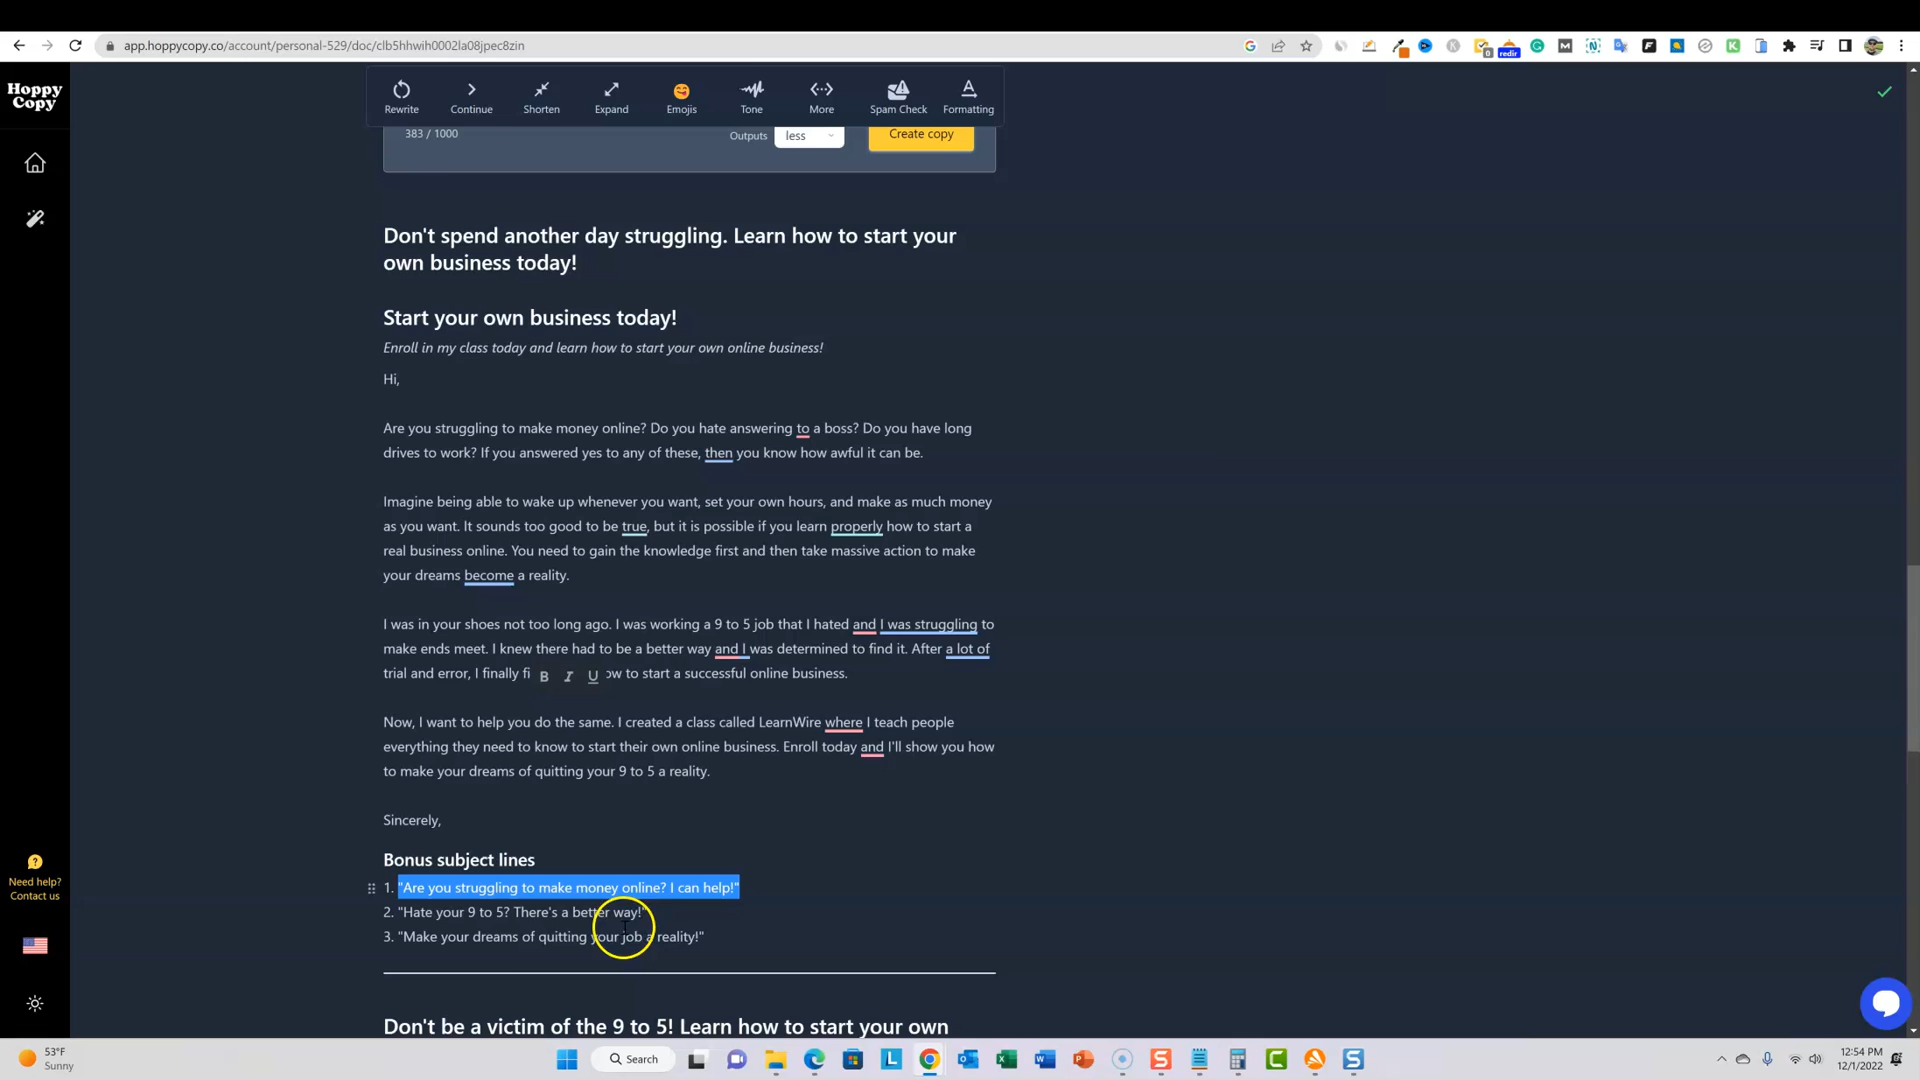 app.hoppycopy.co/account/personal-529/doc/clb5hhwih0002la08jpec8zin
redir
Hoppy
Copy
Rewrite
Continue
Shorten
Expand
Emojis
Tone
More
Spam Check
Formatting
383 / 1000
Outputs
less
Create copy
Don't spend another day struggling. Learn how to start your
own business today!
Start your own business today!
Enroll in my class today and learn how to start your own online business!
Hi,
Are you struggling to make money online? Do you hate answering to a boss? Do you have long
drives to work? If you answered yes to any of these, then you know how awful it can be.
Imagine being able to wake up whenever you want, set your own hours, and make as much money
as you want. It sounds too good to be true, but it is possible if you learn properly how to start a
real business online. You need to gain the knowledge first and then take massive action to make
your dreams become a reality.
I was in your shoes not too long ago. I was working a 9 to 5 job that I hated and I was struggling to
make ends meet. I knew there had to be a better way and I was determined to find it. After a lot of
trial and error, I finally fi B I U ow to start a successful online business.
Now, I want to help you do the same. I created a class called LearnWire where I teach people
everything they need to know to start their own online business. Enroll today and I'll show you how
to make your dreams of quitting your 9 to 5 a reality.
Sincerely,
Bonus subject lines
1. "Are you struggling to make money online? I can help!"
2. "Hate your 9 to 5? There's a better way!"
3. "Make your dreams of quitting your job a reality!"
Don't be a victim of the 9 to 5! Learn how to start your own
Need help?
Contact us
53°F
Sunny
Search
12:54 PM
12/1/2022